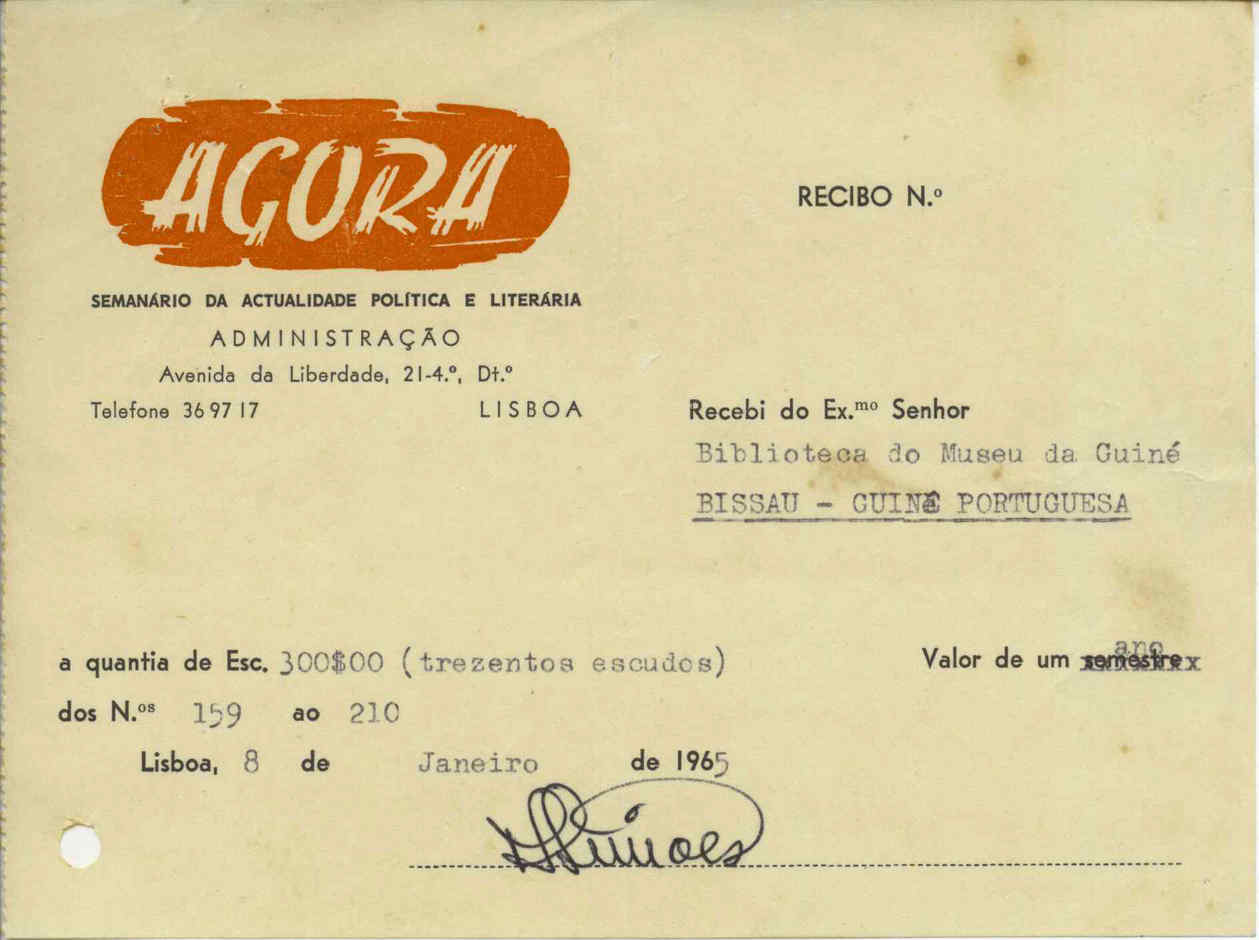 AGORA
SEMANÁRIO DA ACTUALIDADE POLÍTICA E LITERÁRIA
ADMINISTRAÇÃO
Avenida da Liberdade, 21-4.º, Dt.º
Telefone 36 97 17 LISBOA
RECIBO N.º
Recebi do Ex.mo Senhor
Biblioteca do Museu da Guiné
BISSAU - GUINÉ PORTUGUESA
a quantia de Esc. 300$00 (trezentos escudos) Valor de um semestre ano
dos N.os 159 ao 210
Lisboa, 8 de Janeiro de 1965